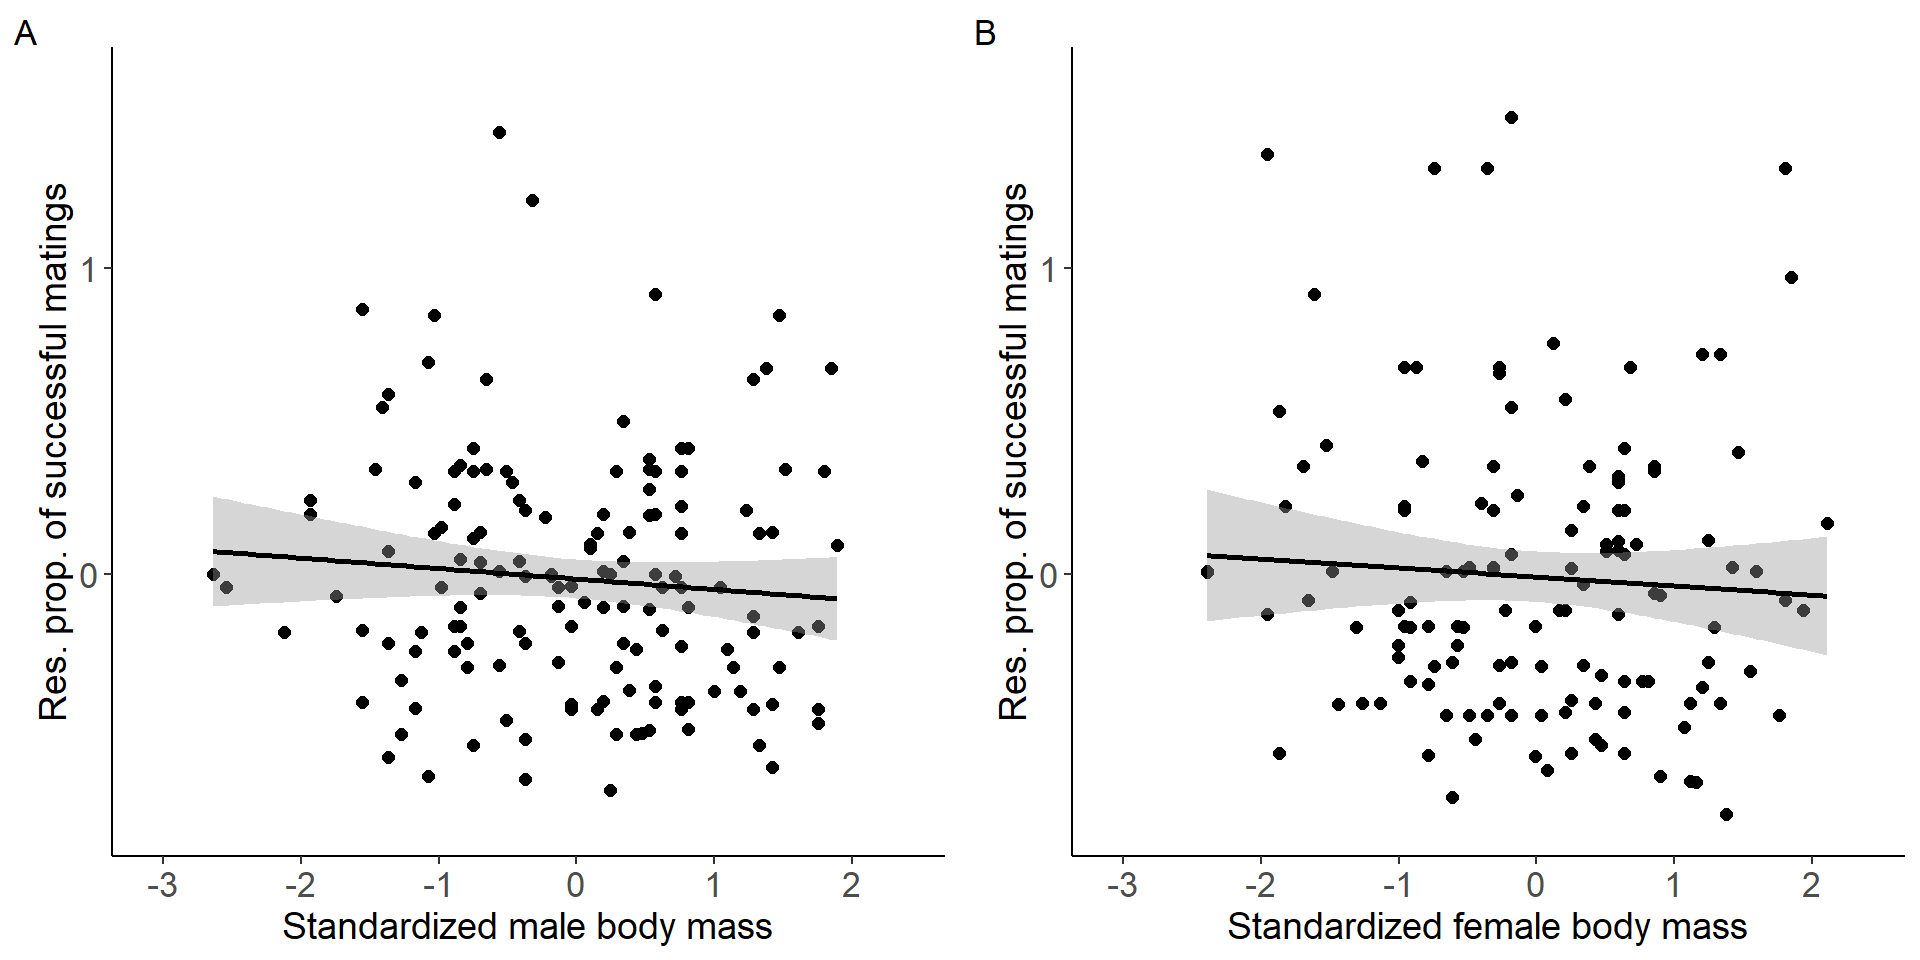 A
Res. prop. of successful matings
1
0
-3 -2 -1 0 1 2
Standardized male body mass
B
Res. prop. of successful matings
1
0
-3 -2 -1 0 1 2
Standardized female body mass